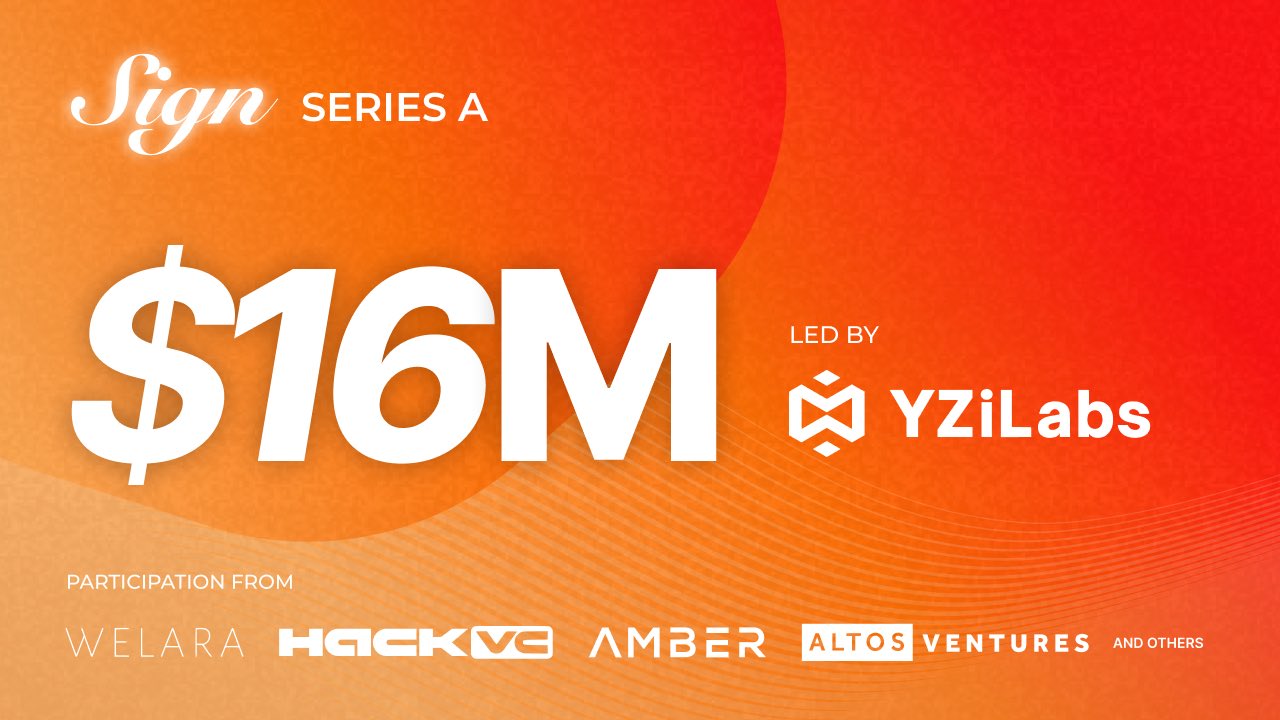 Sign SERIES A
$16M
LED BY
YZiLabs
PARTICIPATION FROM
WELARA HACK VC AMBER ALTOS VENTURES AND OTHERS